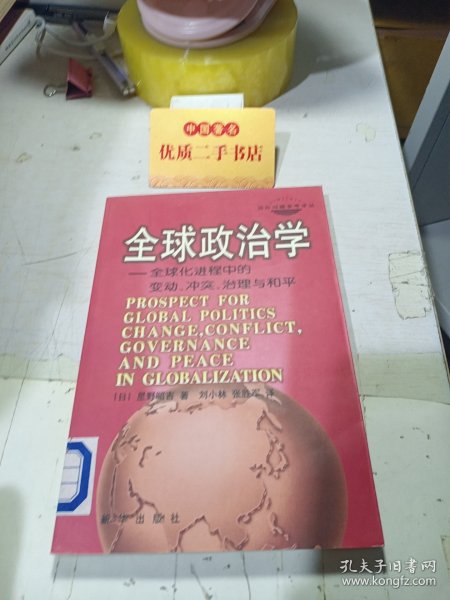 中国著名
优质二手书店
全球政治学
——全球化进程中的
变动、冲突、治理与和平
PROSPECT FOR
GLOBAL POLITICS
CHANGE,CONFLICT,
GOVERNANCE
AND PEACE
IN GLOBALIZATION
［日］星野昭吉 著 刘小林 张胜军 译
新华出版社
孔夫子旧书网
www.kongfz.com